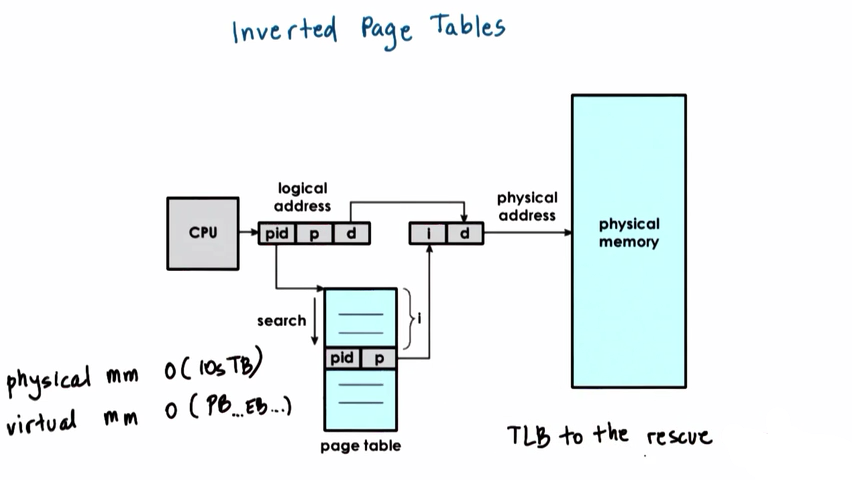 Inverted Page Tables
logical
address
physical
address
CPU
pid p d
i d
physical
memory
search
i
pid p
physical mm O(10s TB)
virtual mm O(PB...EB...)
page table
TLB to the rescue